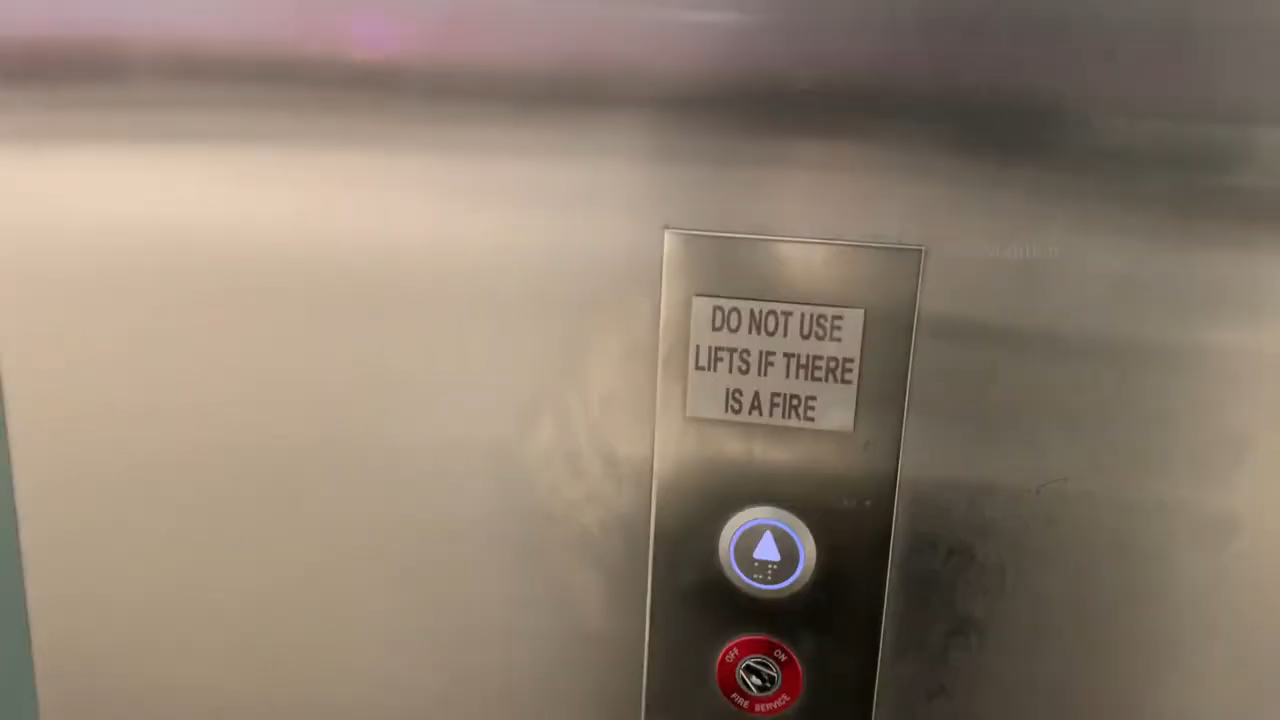 DO NOT USE
LIFTS IF THERE
IS A FIRE
OFF ON
FIRE SERVICE